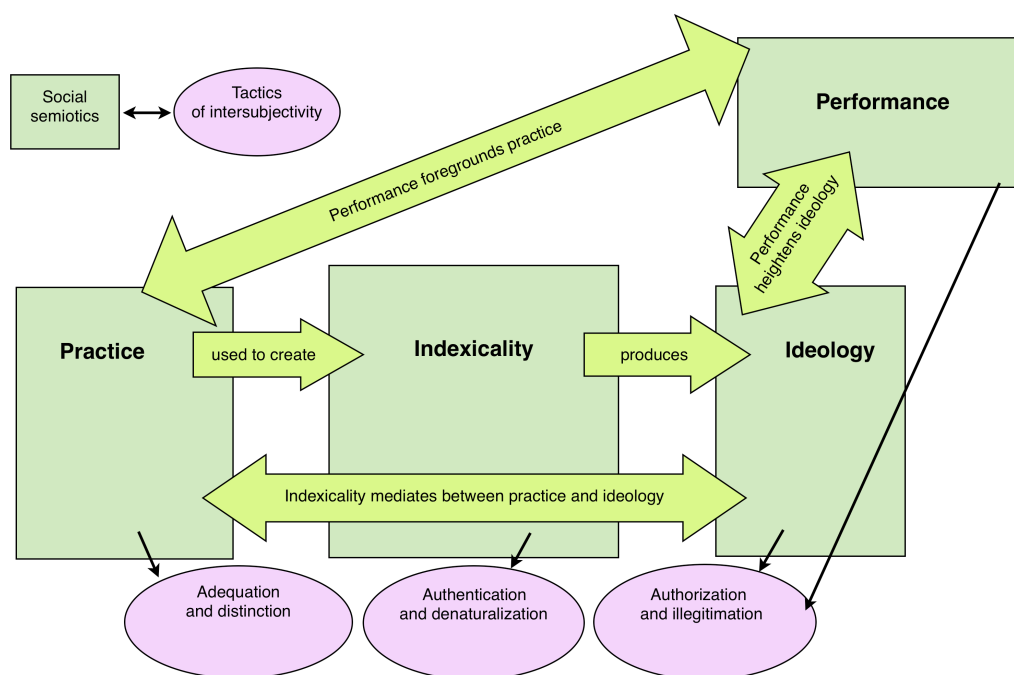 Social
semiotics
Tactics
of intersubjectivity
Performance
Performance foregrounds practice
Performance
heightens ideology
Practice
used to create
Indexicality
produces
Ideology
Indexicality mediates between practice and ideology
Adequation
and distinction
Authentication
and denaturalization
Authorization
and illegitimation